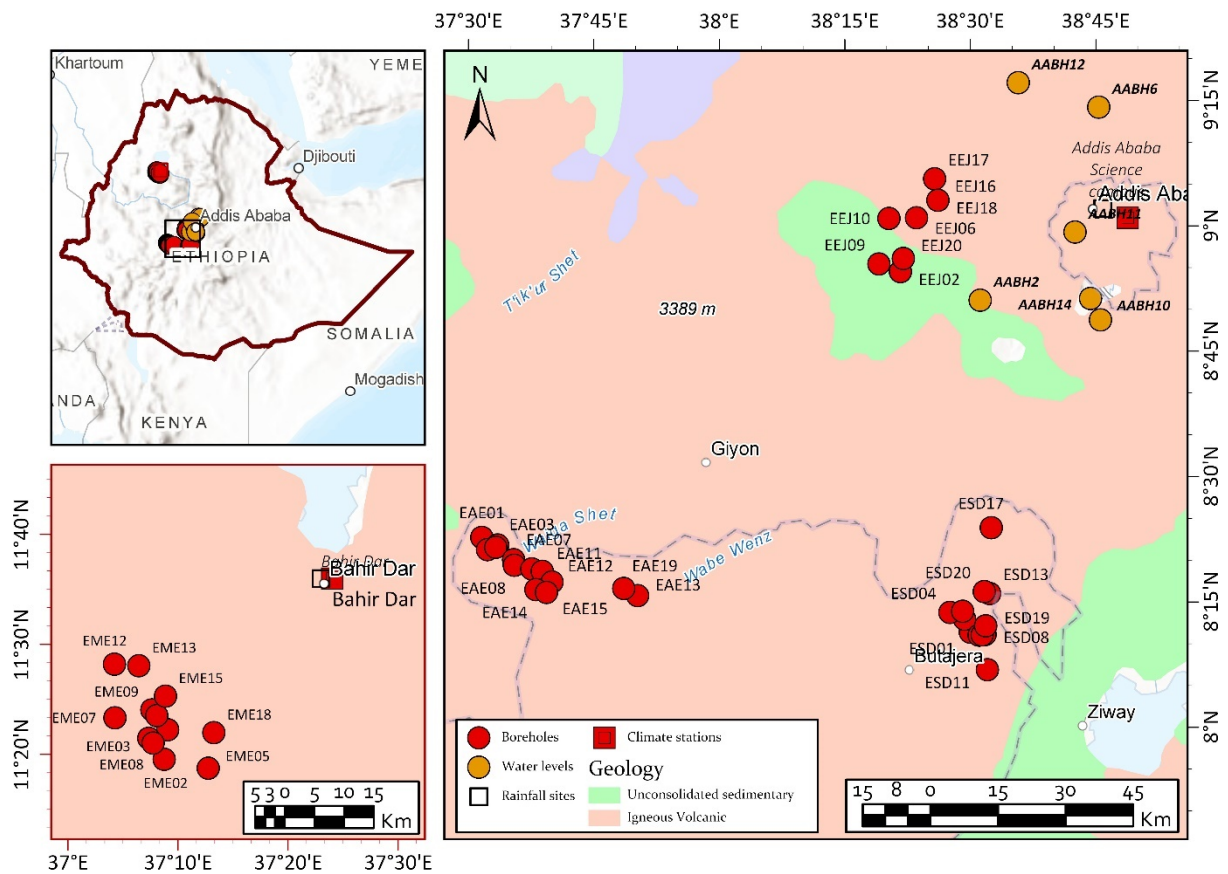 Khartoum
YEME
Djibouti
Addis Ababa
ETHIOPIA
SOMALIA
Mogadish
ANDA
KENYA
37°30'E
37°45'E
38°E
38°15'E
38°30'E
38°45'E
N
AABH12
AABH6
9°15'N
EEJ17
Addis Ababa
Science
EEJ16
EEJ18
Addis Aba
EEJ10
EEJ06
AABH11
9°N
EEJ09
EEJ20
EEJ02
AABH2
AABH14
AABH10
T'ik'ur Shet
3389 m
8°45'N
Giyon
8°30'N
EAE01
EAE03
Walga Shet
EAE07
EAE11
EAE12
EAE19
EAE13
Wabe Wenz
EAE08
EAE14
EAE15
ESD17
ESD20
ESD13
ESD04
8°15'N
ESD19
ESD01
ESD08
Butajera
ESD11
Ziway
8°N
11°40'N
Bahir Dar
Bahir Dar
Bahir Dar
11°30'N
EME12
EME13
EME15
EME09
EME07
EME18
11°20'N
EME03
EME08
EME05
EME02
5 3 0 5 10 15
Km
37°E
37°10'E
37°20'E
37°30'E
Boreholes
Climate stations
Water levels
Geology
Rainfall sites
Unconsolidated sedimentary
Igneous Volcanic
15 8 0 15 30 45
Km